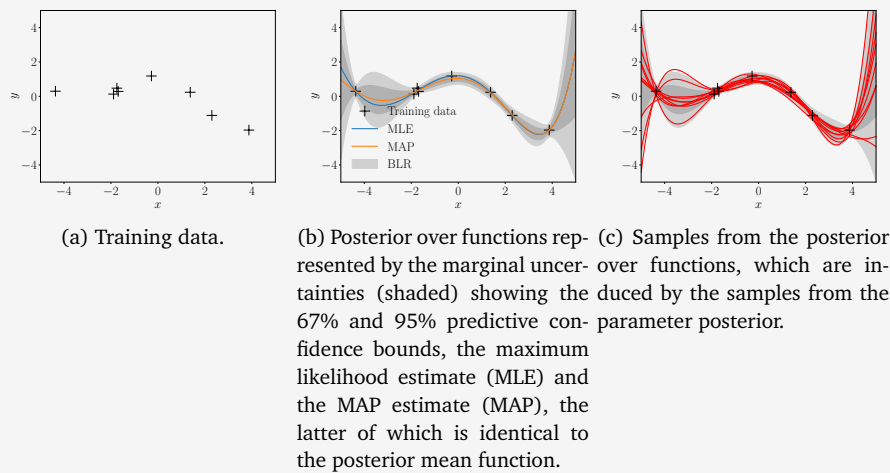 4
2
0
−2
−4
y
−4
−2
0
2
4
x
(a) Training data.
4
2
0
−2
−4
y
Training data
MLE
MAP
BLR
−4
−2
0
2
4
x
(b) Posterior over functions rep-
resented by the marginal uncer-
tainties (shaded) showing the
67% and 95% predictive con-
fidence bounds, the maximum
likelihood estimate (MLE) and
the MAP estimate (MAP), the
latter of which is identical to
the posterior mean function.
4
2
0
−2
−4
y
−4
−2
0
2
4
x
(c) Samples from the posterior
over functions, which are in-
duced by the samples from the
parameter posterior.